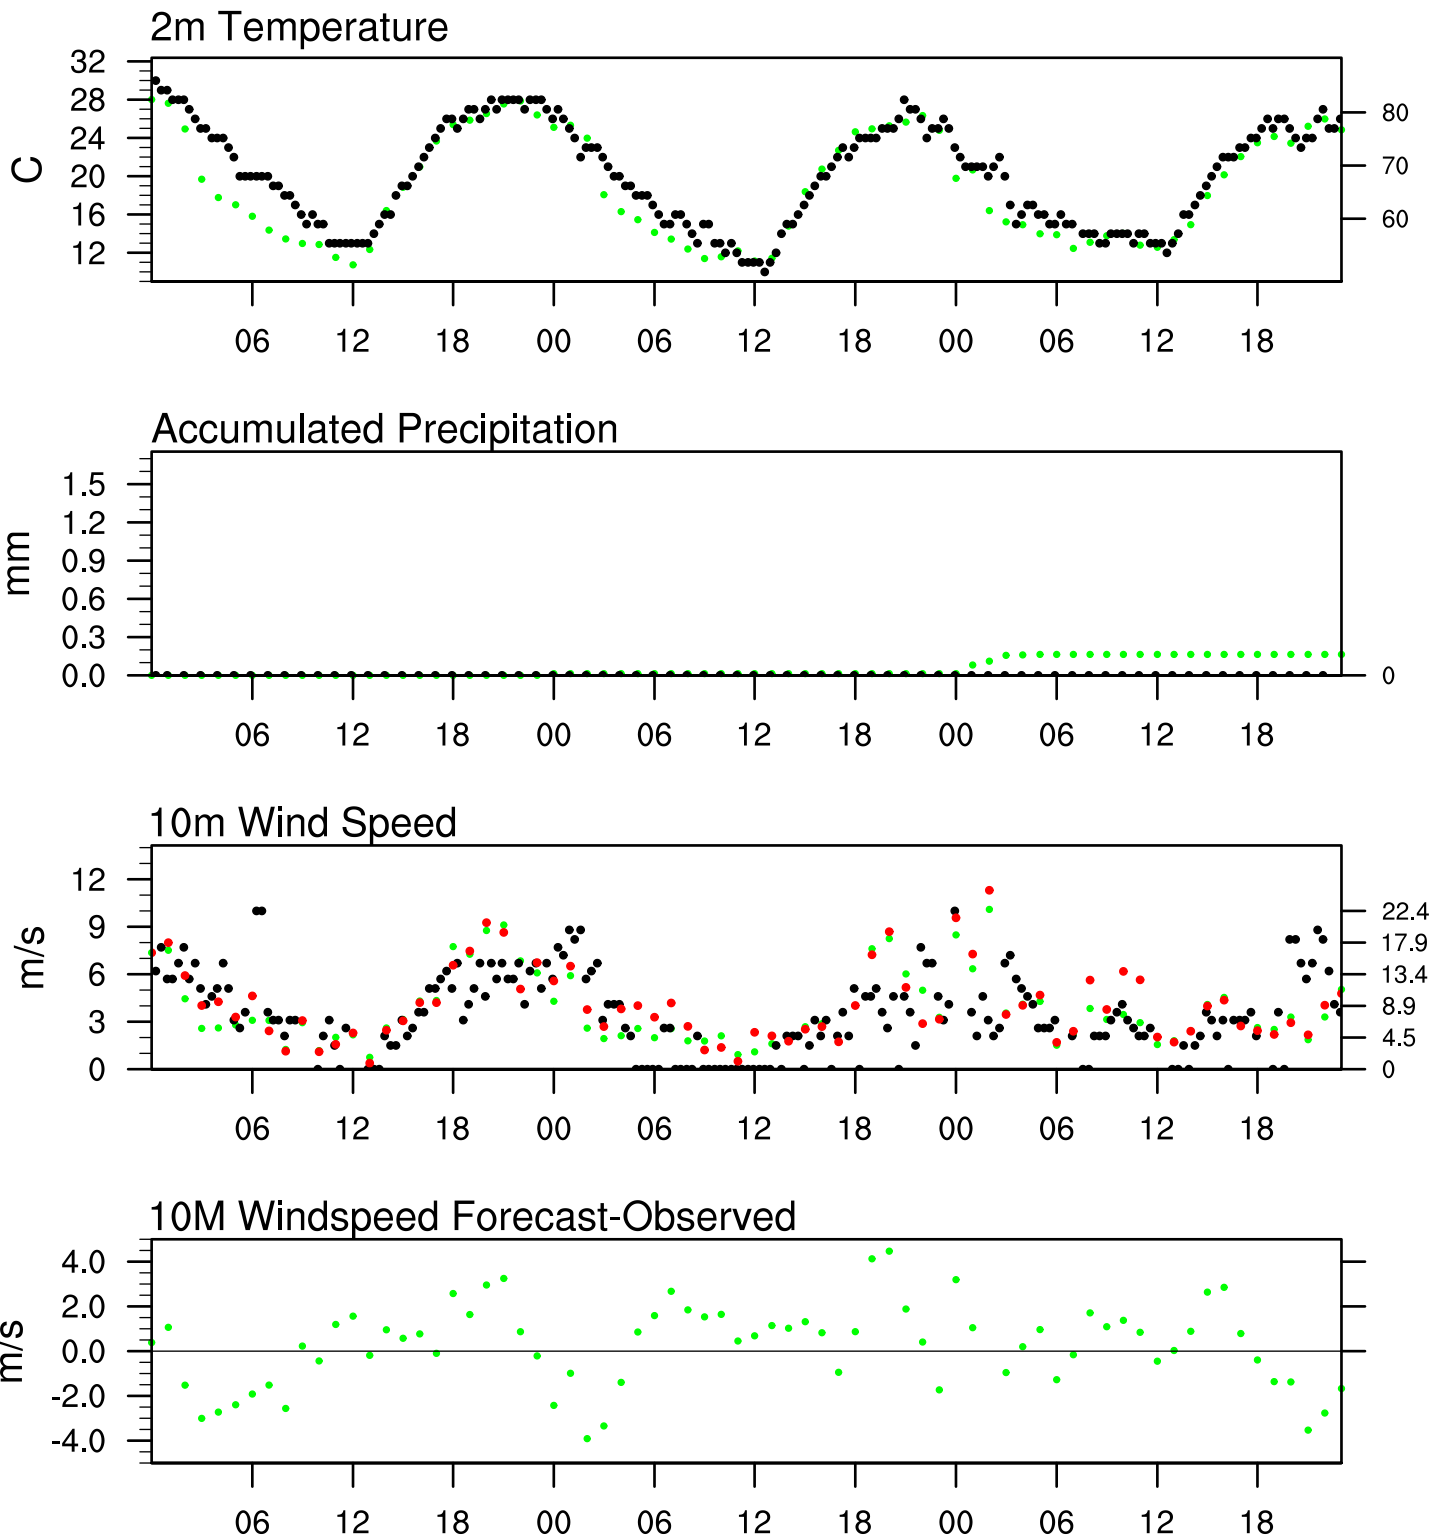 2m Temperature
32
28
24
20
16
12
C
80
70
60
06 12 18 00 06 12 18 00 06 12 18
Accumulated Precipitation
1.5
1.2
0.9
0.6
0.3
0.0
mm
0
06 12 18 00 06 12 18 00 06 12 18
10m Wind Speed
12
9
6
3
0
m/s
22.4
17.9
13.4
8.9
4.5
0
06 12 18 00 06 12 18 00 06 12 18
10M Windspeed Forecast-Observed
4.0
2.0
0.0
-2.0
-4.0
m/s
06 12 18 00 06 12 18 00 06 12 18